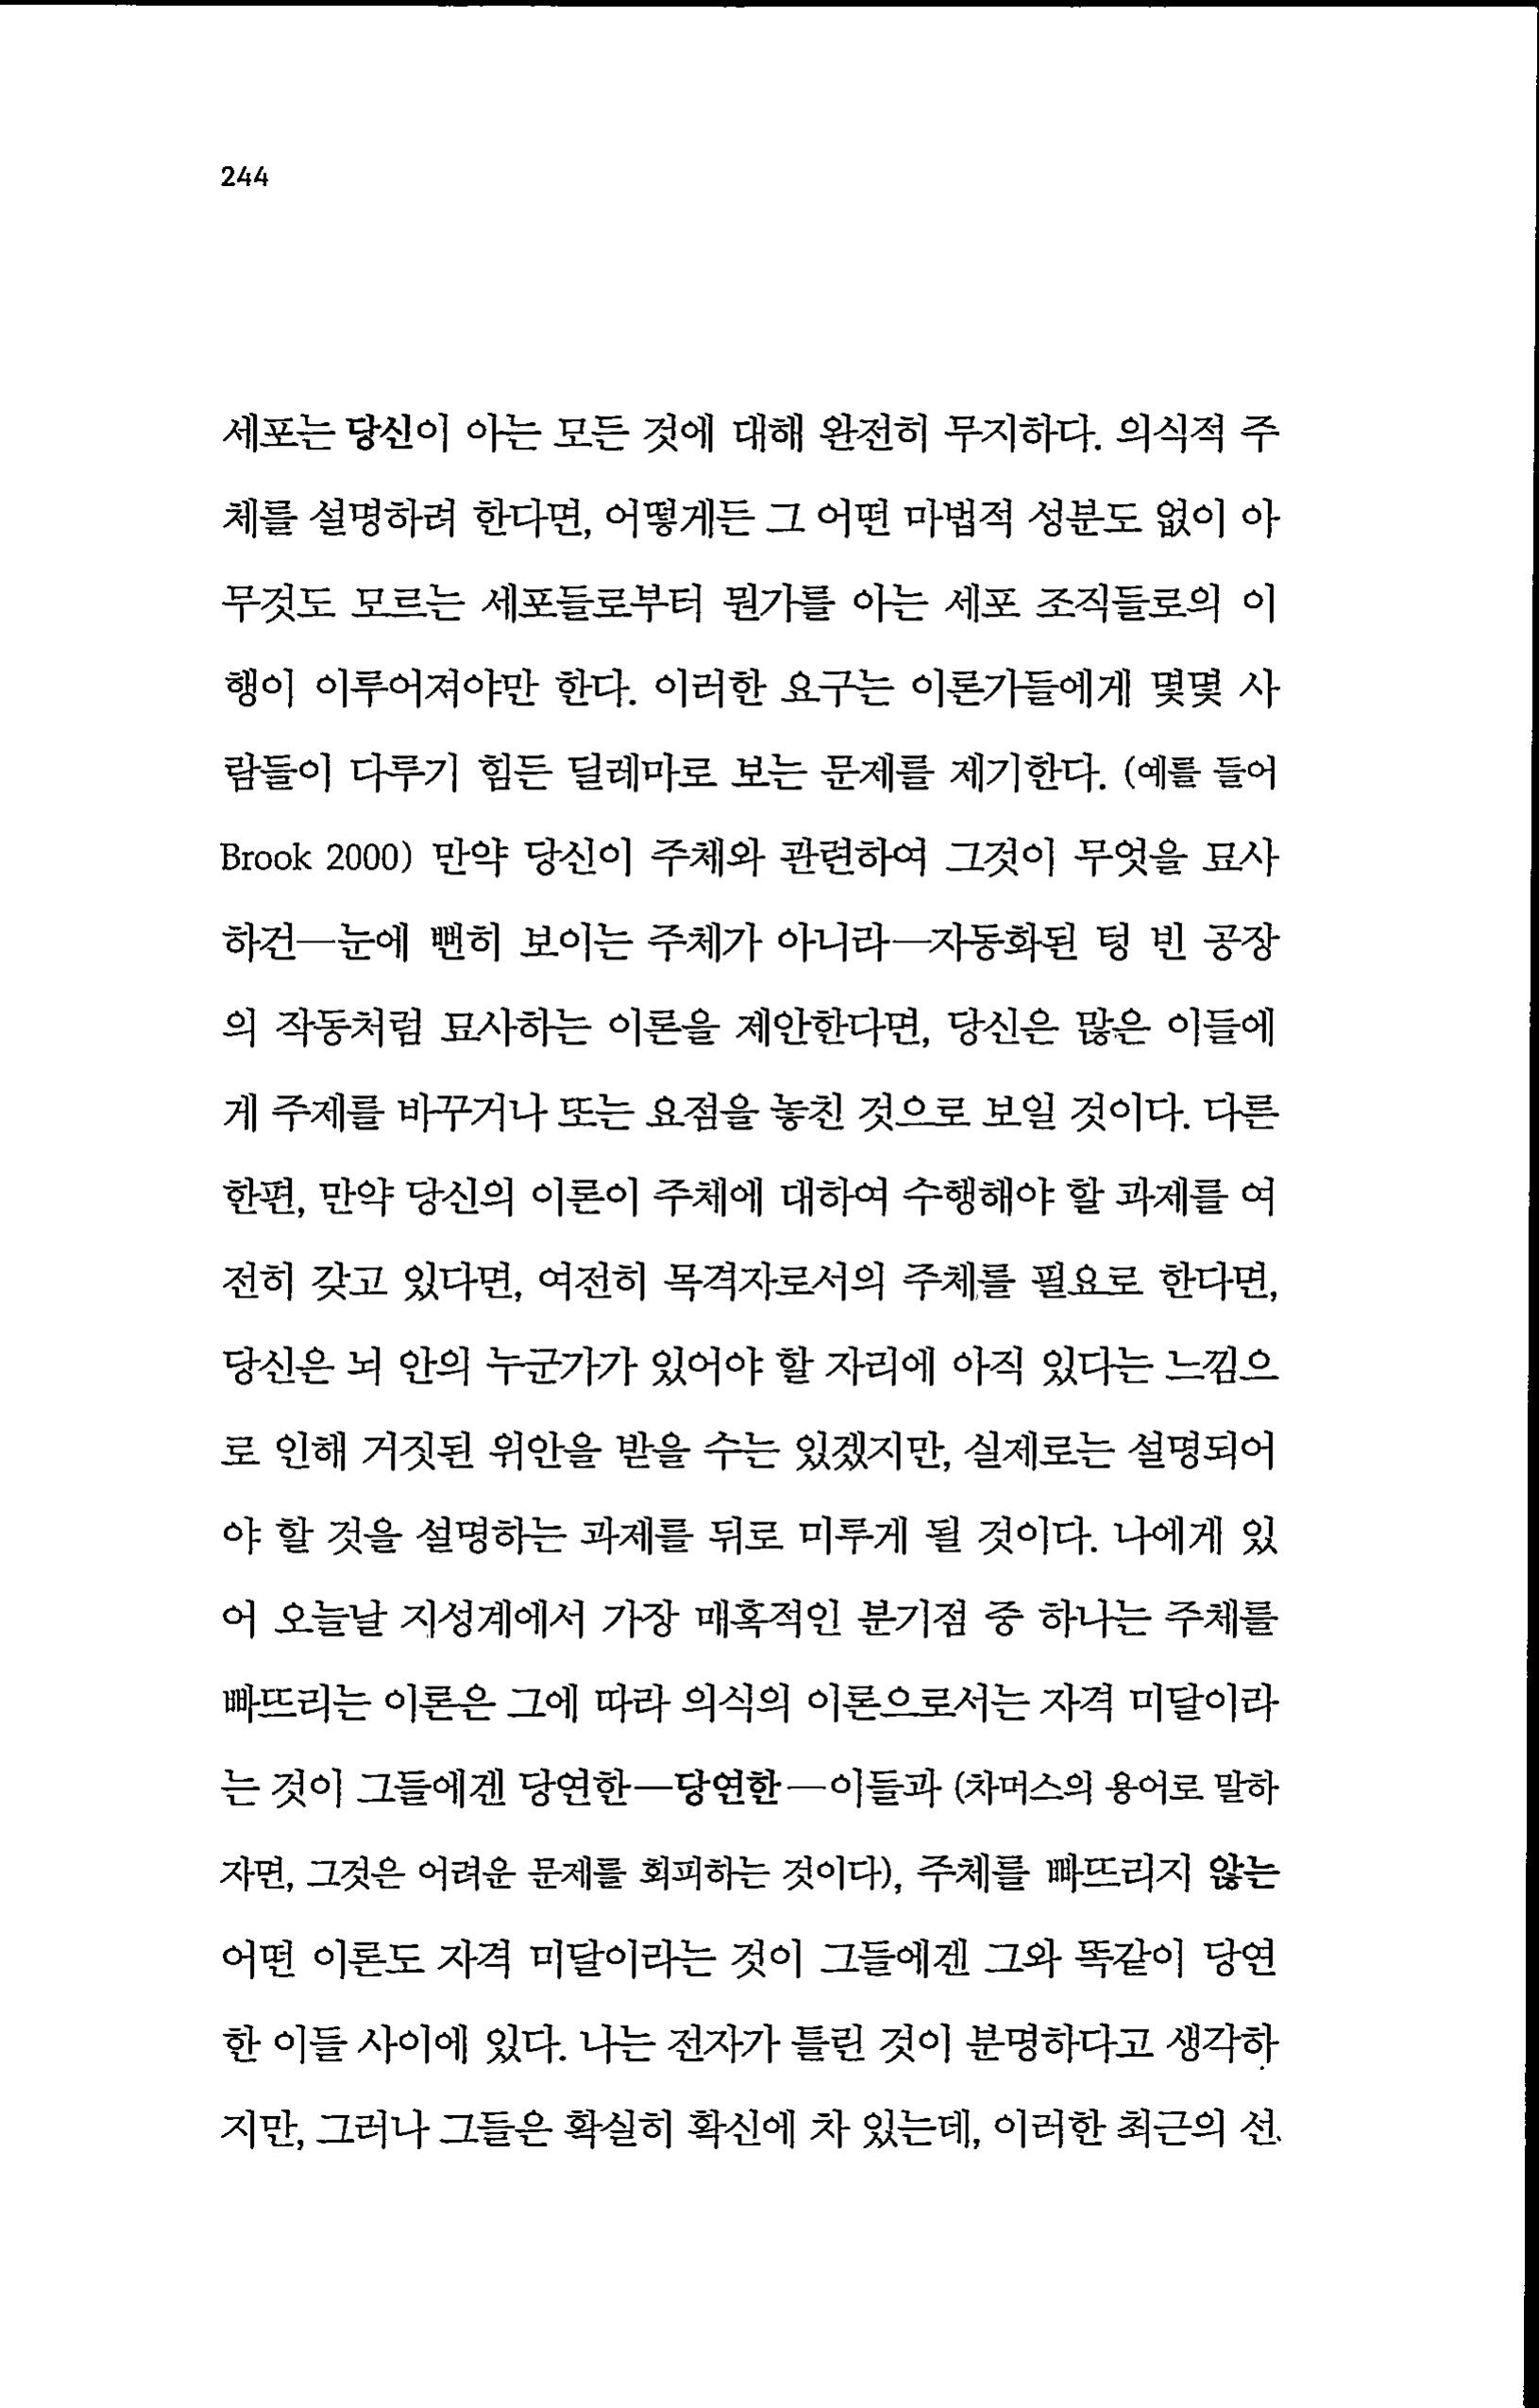 244
세포는 당신이 아는 모든 것에 대해 완전히 무지하다. 의식적 주
체를 설명하려 한다면, 어떻게든 그 어떤 마법적 성분도 없이 아
무것도 모르는 세포들로부터 뭔가를 아는 세포 조직들로의 이
행이 이루어져야만 한다. 이러한 요구는 이론가들에게 몇몇 사
람들이 다루기 힘든 딜레마로 보는 문제를 제기한다. (예를 들어
Brook 2000) 만약 당신이 주체와 관련하여 그것이 무엇을 묘사
하건—눈에 뻔히 보이는 주체가 아니라—자동화된 텅 빈 공장
의 작동처럼 묘사하는 이론을 제안한다면, 당신은 많은 이들에
게 주제를 바꾸거나 또는 요점을 놓친 것으로 보일 것이다. 다른
한편, 만약 당신의 이론이 주체에 대하여 수행해야 할 과제를 여
전히 갖고 있다면, 여전히 목격자로서의 주체를 필요로 한다면,
당신은 뇌 안의 누군가가 있어야 할 자리에 아직 있다는 느낌으
로 인해 거짓된 위안을 받을 수는 있겠지만, 실제로는 설명되어
야 할 것을 설명하는 과제를 뒤로 미루게 될 것이다. 나에게 있
어 오늘날 지성계에서 가장 매혹적인 분기점 중 하나는 주체를
빠뜨리는 이론은 그에 따라 의식의 이론으로서는 자격 미달이라
는 것이 그들에겐 당연한—당연한—이들과 (차머스의 용어로 말하
자면, 그것은 어려운 문제를 회피하는 것이다), 주체를 빠뜨리지 않는
어떤 이론도 자격 미달이라는 것이 그들에겐 그와 똑같이 당연
한 이들 사이에 있다. 나는 전자가 틀린 것이 분명하다고 생각하
지만, 그러나 그들은 확실히 확신에 차 있는데, 이러한 최근의 선